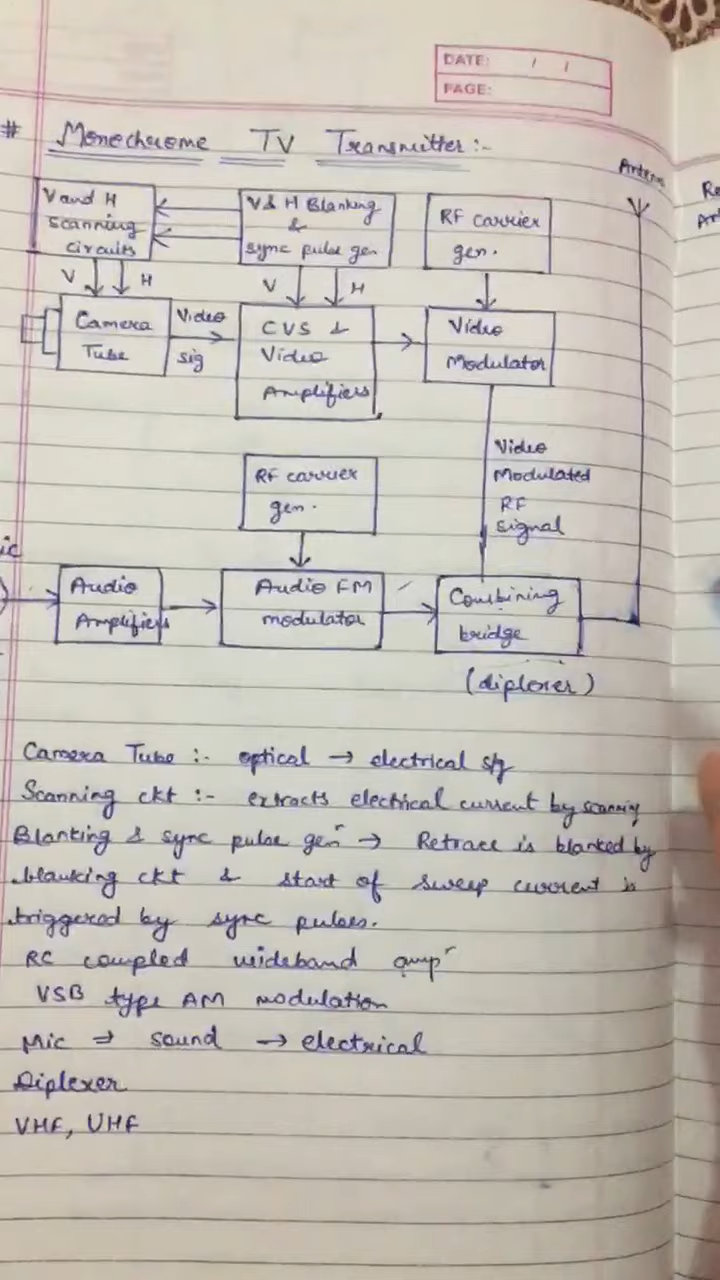 DATE: / /
PAGE:
# Monochrome TV Transmitter :-
Antenna
V and H
scanning
circuits
V & H Blanking
&
sync pulse gen
RF carrier
gen.
V H
V H
Camera
Tube
Video
sig
CVS &
Video
Amplifiers
Video
Modulator
Video
Modulated
RF
signal
RF carrier
gen.
ic
Audio
Amplifiers
Audio FM
modulator
Combining
bridge
(diplexer)
Camera Tube :- optical → electrical s/g
Scanning ckt :- extracts electrical current by scanning
Blanking & sync pulse genr → Retrace is blanked by
blanking ckt & start of sweep current is
triggered by sync pulses.
RC coupled wideband ampr
VSB type AM modulation
Mic ⇒ sound → electrical
Diplexer
VHF, UHF